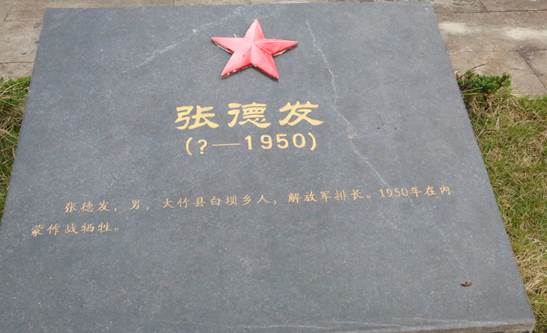 张德发
(?—1950)
张德发，男，大竹县白坝乡人，解放军排长。1950年在内
蒙作战牺牲。